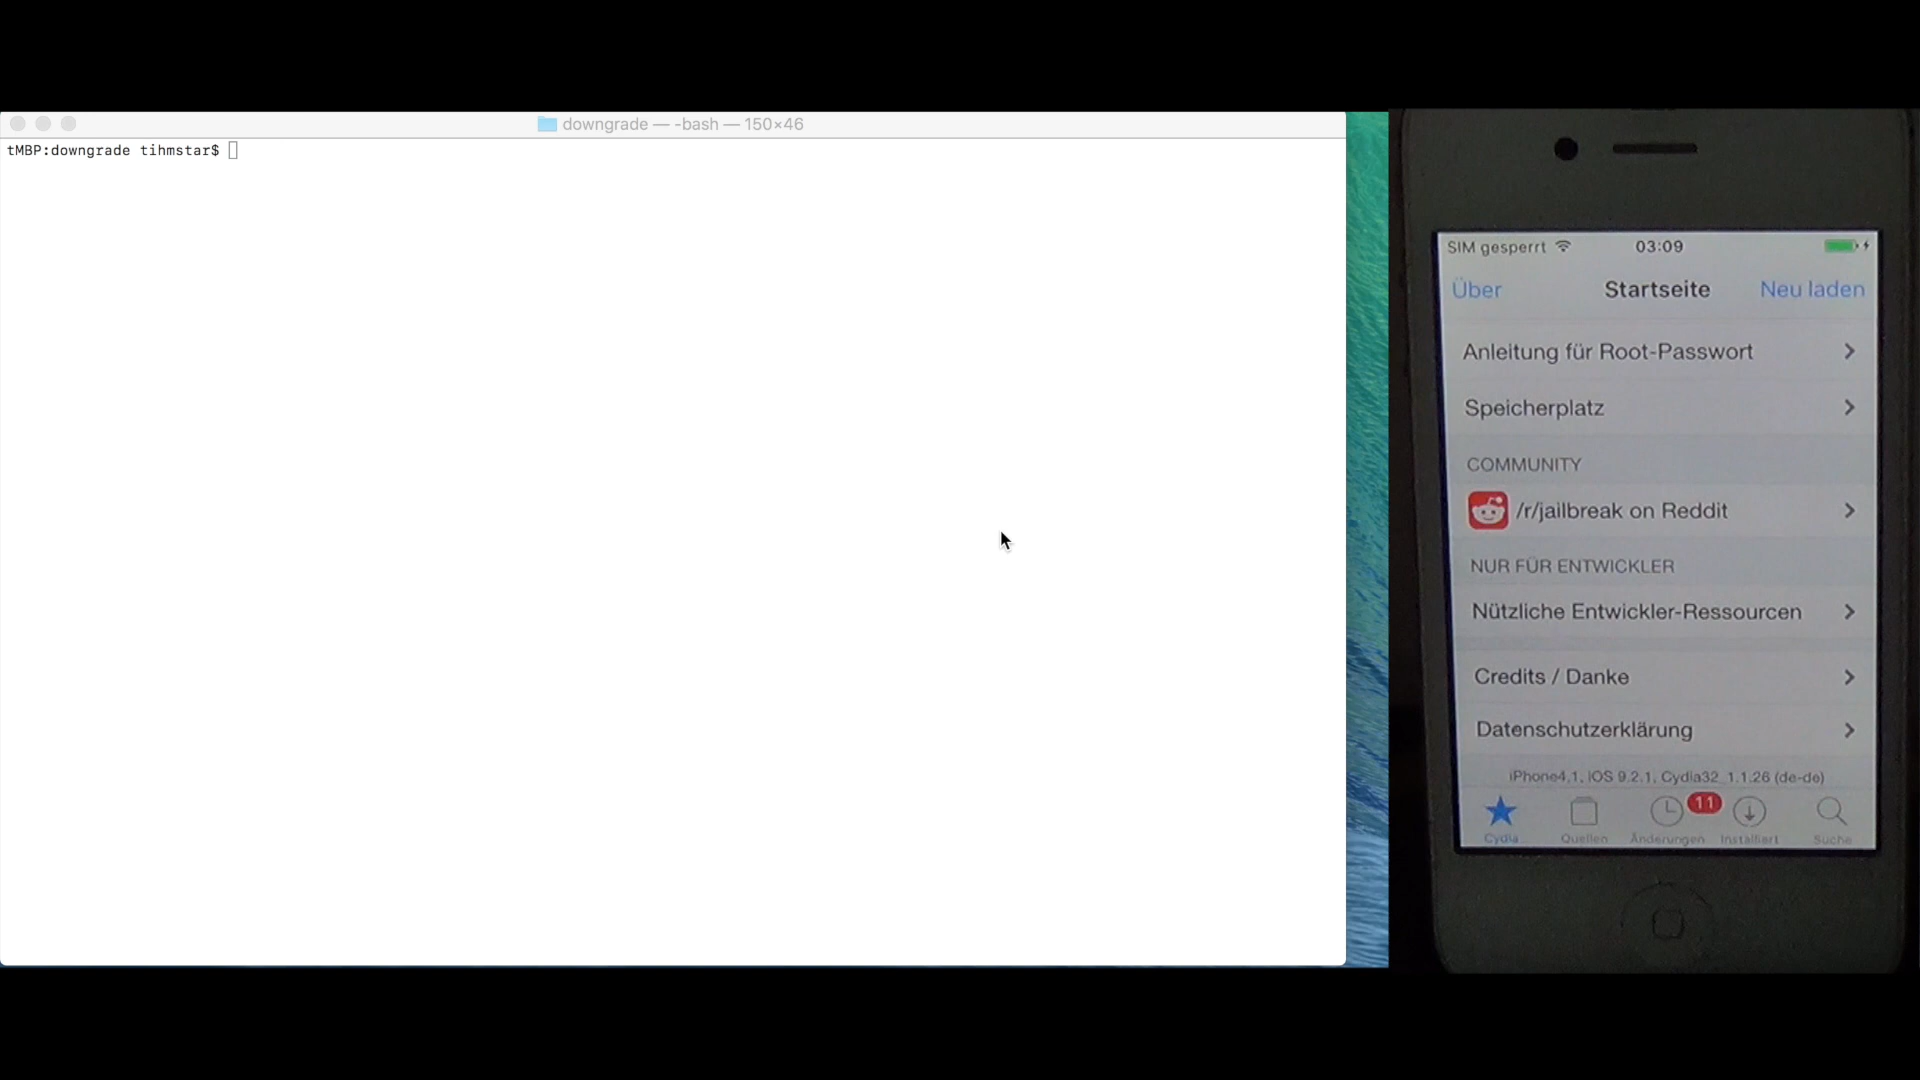 downgrade — -bash — 150×46
tMBP:downgrade tihmstar$
SIM gesperrt 03:09
Über Startseite Neu laden
Anleitung für Root-Passwort
Speicherplatz
COMMUNITY
/r/jailbreak on Reddit
NUR FÜR ENTWICKLER
Nützliche Entwickler-Ressourcen
Credits / Danke
Datenschutzerklärung
iPhone4,1, iOS 9.2.1, Cydia32_1.1.26 (de-de)
11
Cydia Quellen Änderungen Installiert Suche